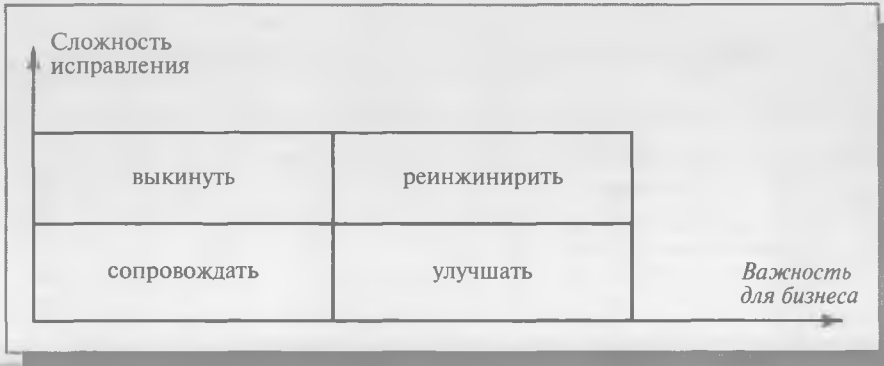 Сложность
исправления
выкинуть
реинжинирить
сопровождать
улучшать
Важность
для бизнеса